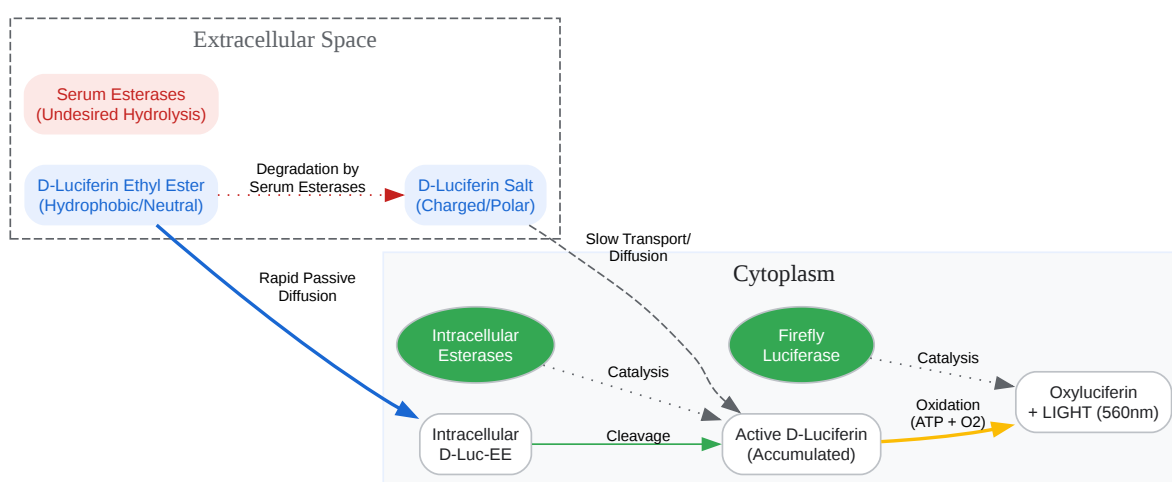 Extracellular Space
Serum Esterases
(Undesired Hydrolysis)
D-Luciferin Ethyl Ester
(Hydrophobic/Neutral)
Degradation by
Serum Esterases
D-Luciferin Salt
(Charged/Polar)
Slow Transport/
Diffusion
Rapid Passive
Diffusion
Cytoplasm
Intracellular
Esterases
Catalysis
Firefly
Luciferase
Catalysis
Oxyluciferin
+ LIGHT (560nm)
Oxidation
(ATP + O2)
Intracellular
D-Luc-EE
Cleavage
Active D-Luciferin
(Accumulated)